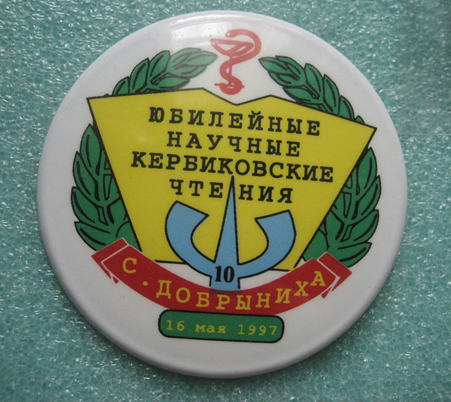 ЮБИЛЕЙНЫЕ
НАУЧНЫЕ
КЕРБИКОВСКИЕ
ЧТЕНИЯ
10
С. ДОБРЫНИХА
16 мая 1997